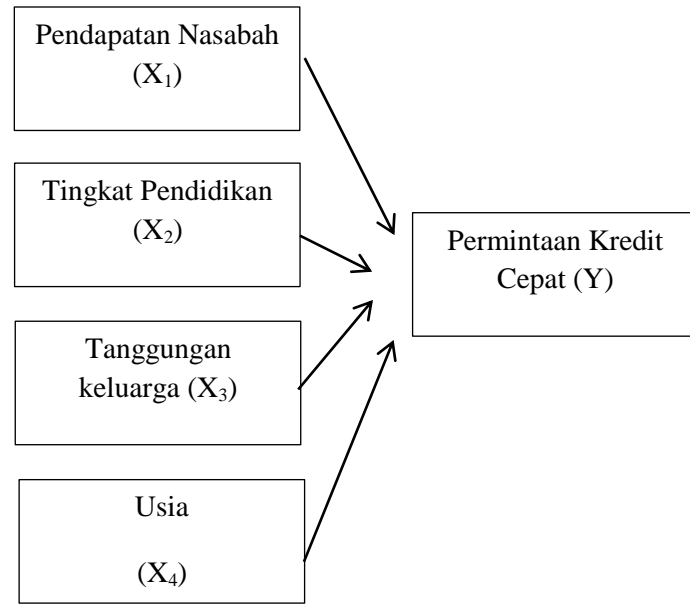 Pendapatan Nasabah
(X₁)
Tingkat Pendidikan
(X₂)
Tanggungan
keluarga (X₃)
Usia
(X₄)
Permintaan Kredit
Cepat (Y)